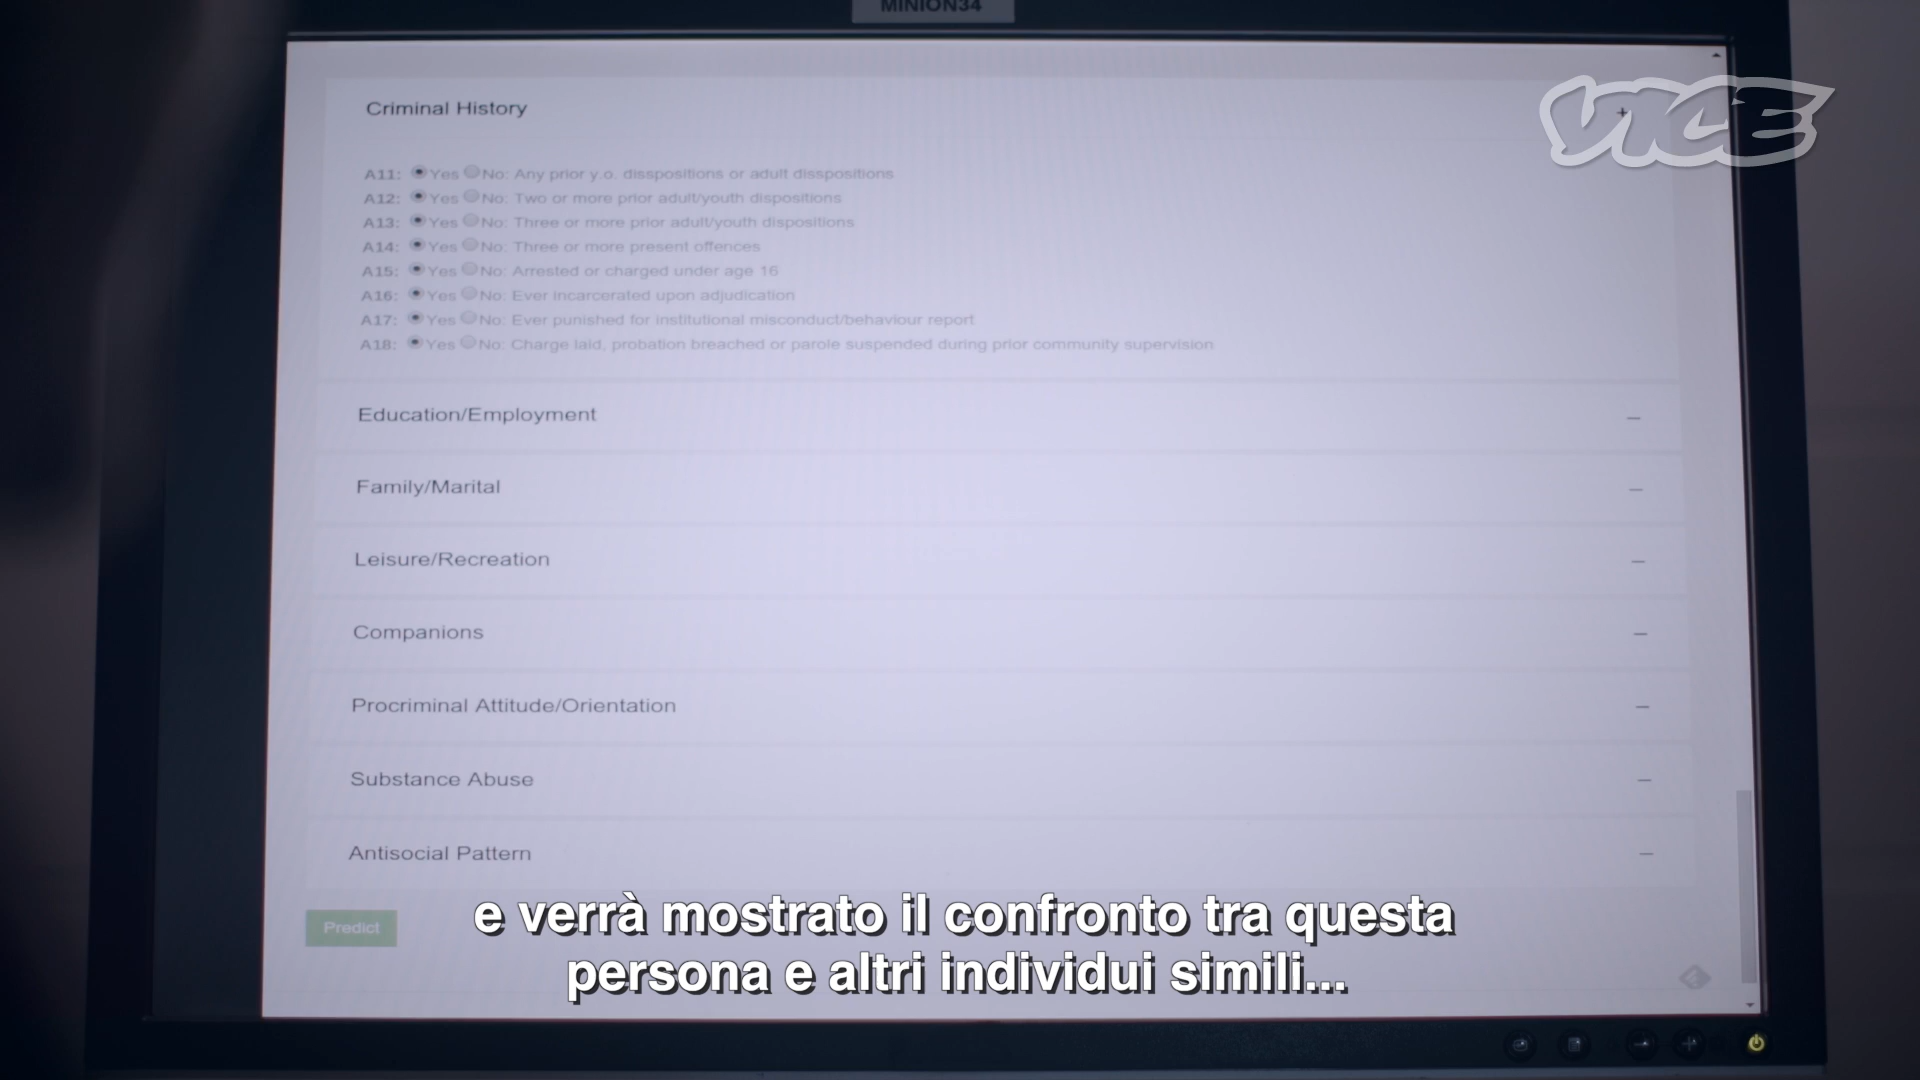 MINION34
VICE
Criminal History
+
A11: Yes No: Any prior y.o. disspositions or adult disspositions
A12: Yes No: Two or more prior adult/youth dispositions
A13: Yes No: Three or more prior adult/youth dispositions
A14: Yes No: Three or more present offences
A15: Yes No: Arrested or charged under age 16
A16: Yes No: Ever incarcerated upon adjudication
A17: Yes No: Ever punished for institutional misconduct/behaviour report
A18: Yes No: Charge laid, probation breached or parole suspended during prior community supervision
Education/Employment –
Family/Marital –
Leisure/Recreation –
Companions –
Procriminal Attitude/Orientation –
Substance Abuse –
Antisocial Pattern –
Predict
e verrà mostrato il confronto tra questa
persona e altri individui simili...